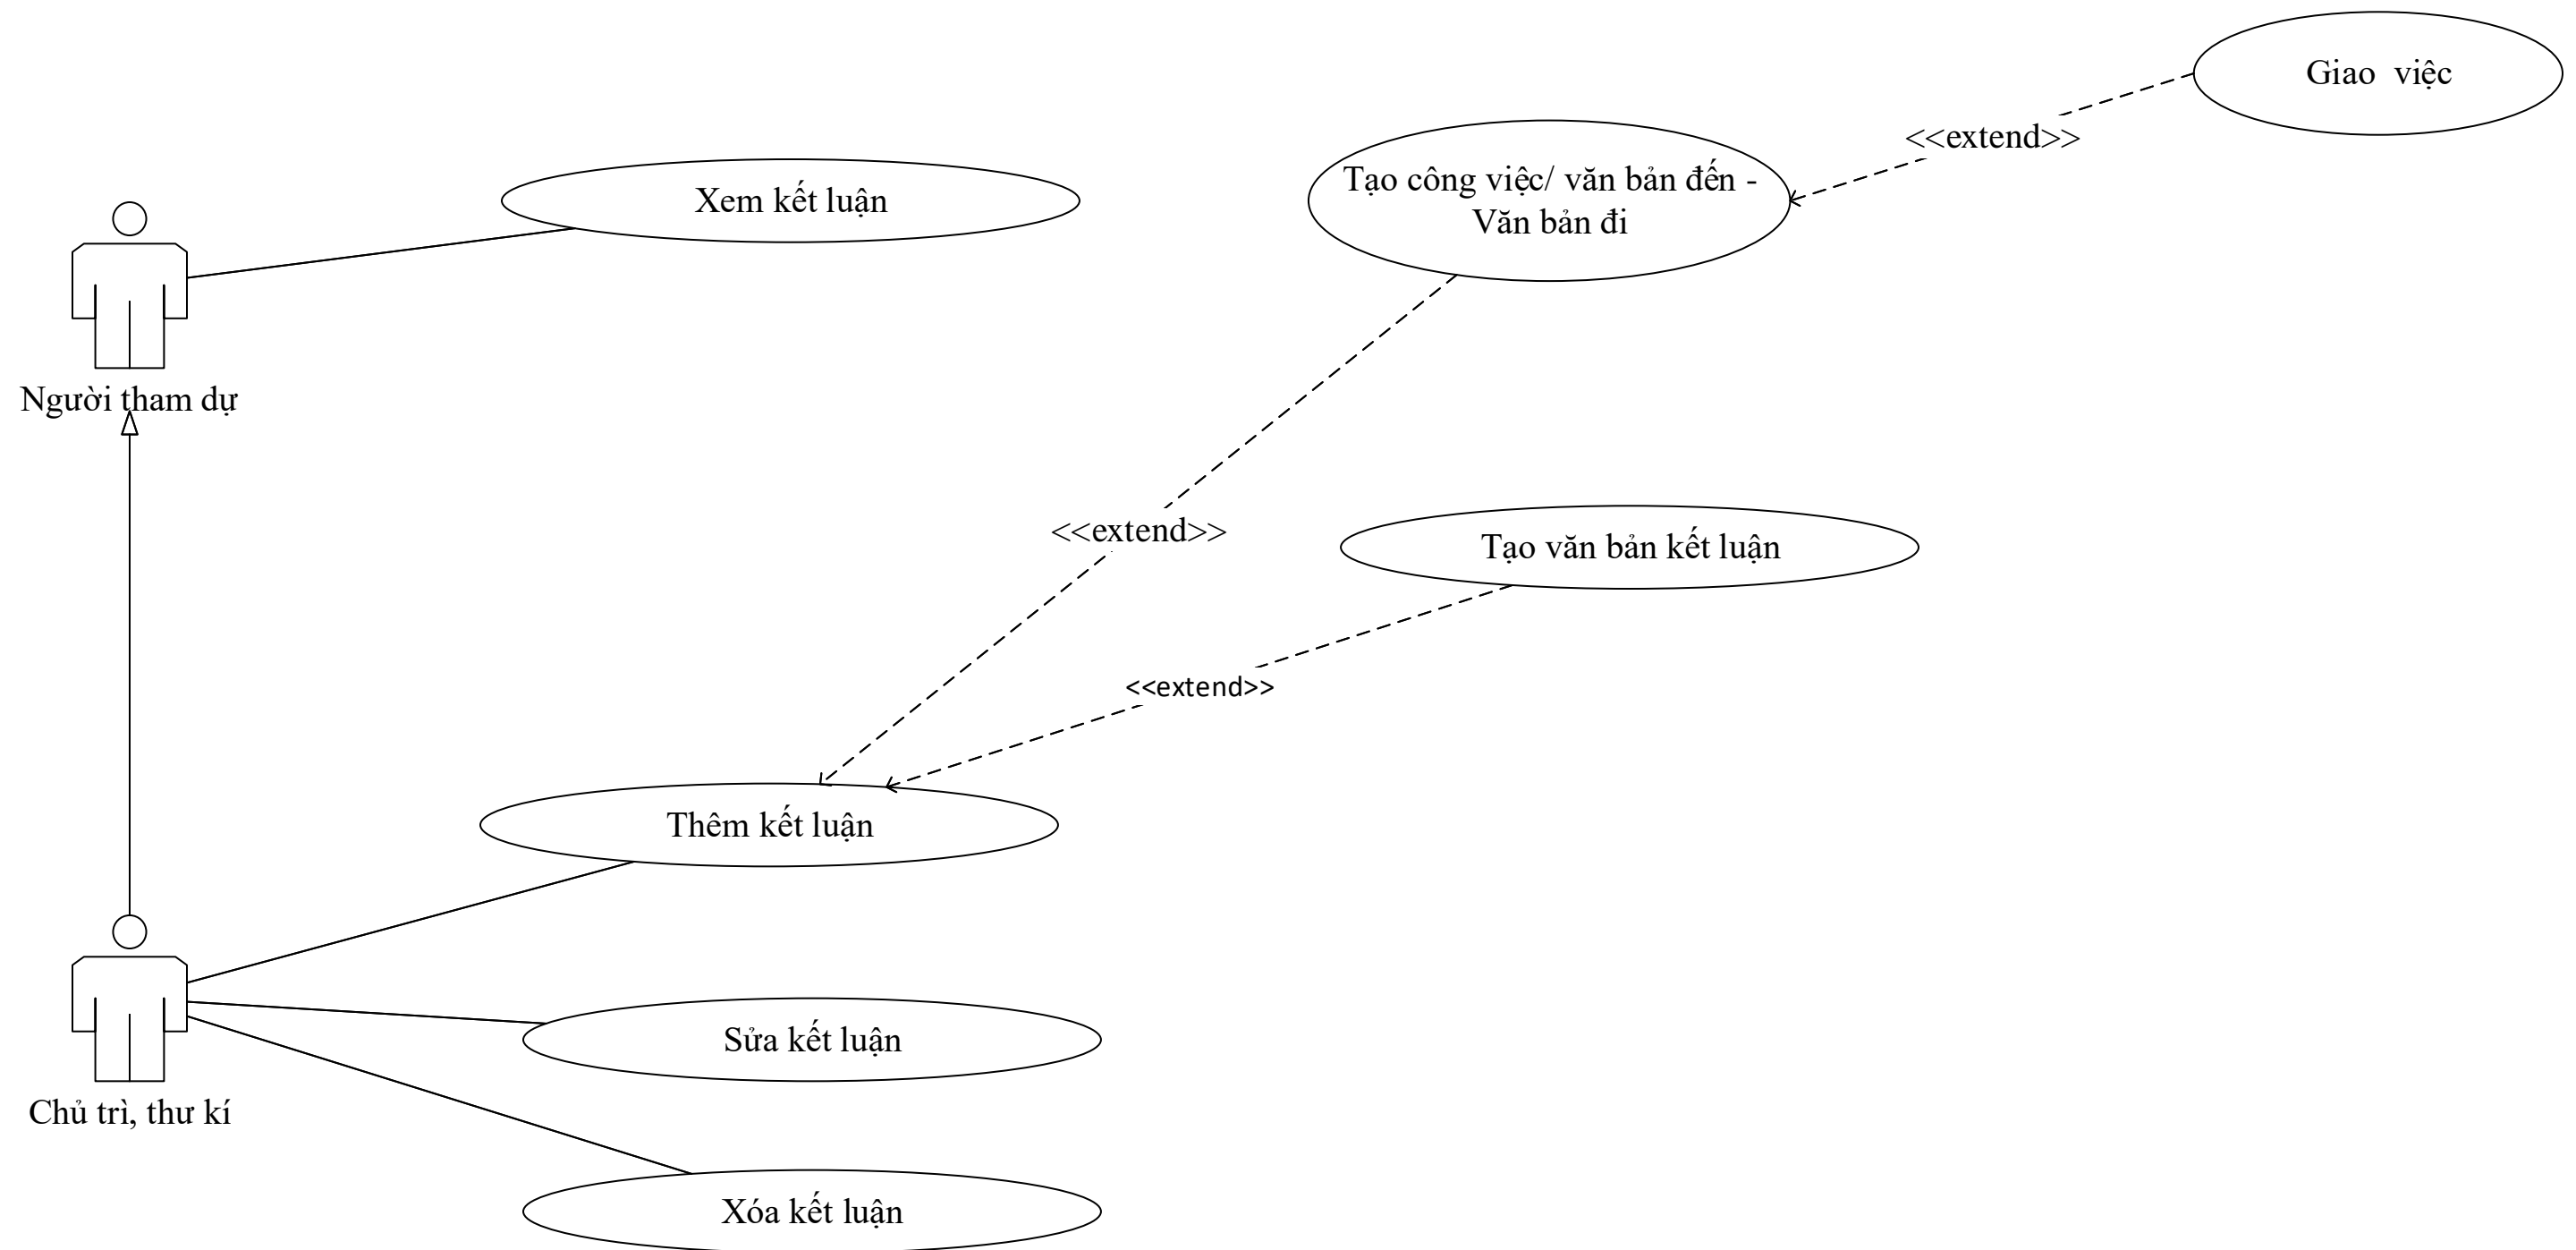 Giao  việc
<<extend>>
Tạo công việc/ văn bản đến -
Văn bản đi
Xem kết luận
Người tham dự
<<extend>>
Tạo văn bản kết luận
<<extend>>
Thêm kết luận
Sửa kết luận
Chủ trì, thư kí
Xóa kết luận